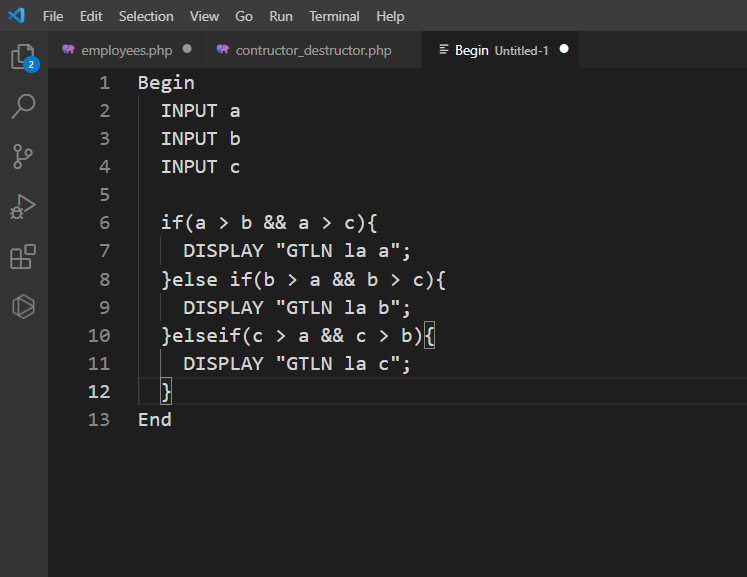 File Edit Selection View Go Run Terminal Help
employees.php contructor_destructor.php Begin Untitled-1
2
1 Begin
2 INPUT a
3 INPUT b
4 INPUT c
5
6 if(a > b && a > c){
7 DISPLAY "GTLN la a";
8 }else if(b > a && b > c){
9 DISPLAY "GTLN la b";
10 }elseif(c > a && c > b){
11 DISPLAY "GTLN la c";
12 }
13 End